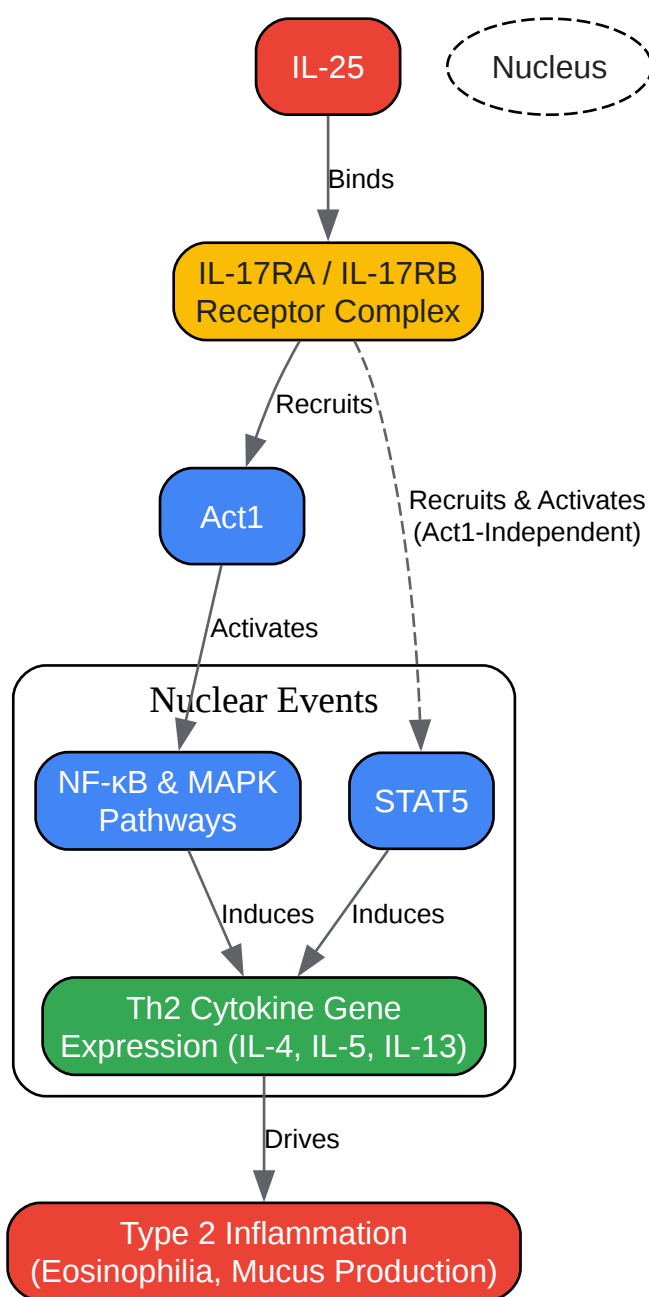 IL-25
Nucleus
Binds
IL-17RA / IL-17RB
Receptor Complex
Recruits
Act1
Recruits & Activates
(Act1-Independent)
Activates
Nuclear Events
NF-κB & MAPK
Pathways
STAT5
Induces
Induces
Th2 Cytokine Gene
Expression (IL-4, IL-5, IL-13)
Drives
Type 2 Inflammation
(Eosinophilia, Mucus Production)